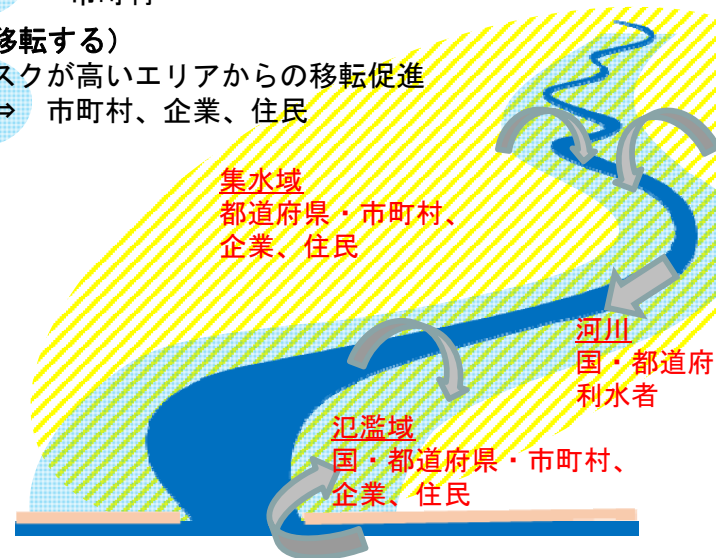 移転する）
スクが高いエリアからの移転促進
⇒ 市町村、企業、住民
集水域
都道府県・市町村、
企業、住民
河川
国・都道府
利水者
氾濫域
国・都道府県・市町村、
企業、住民